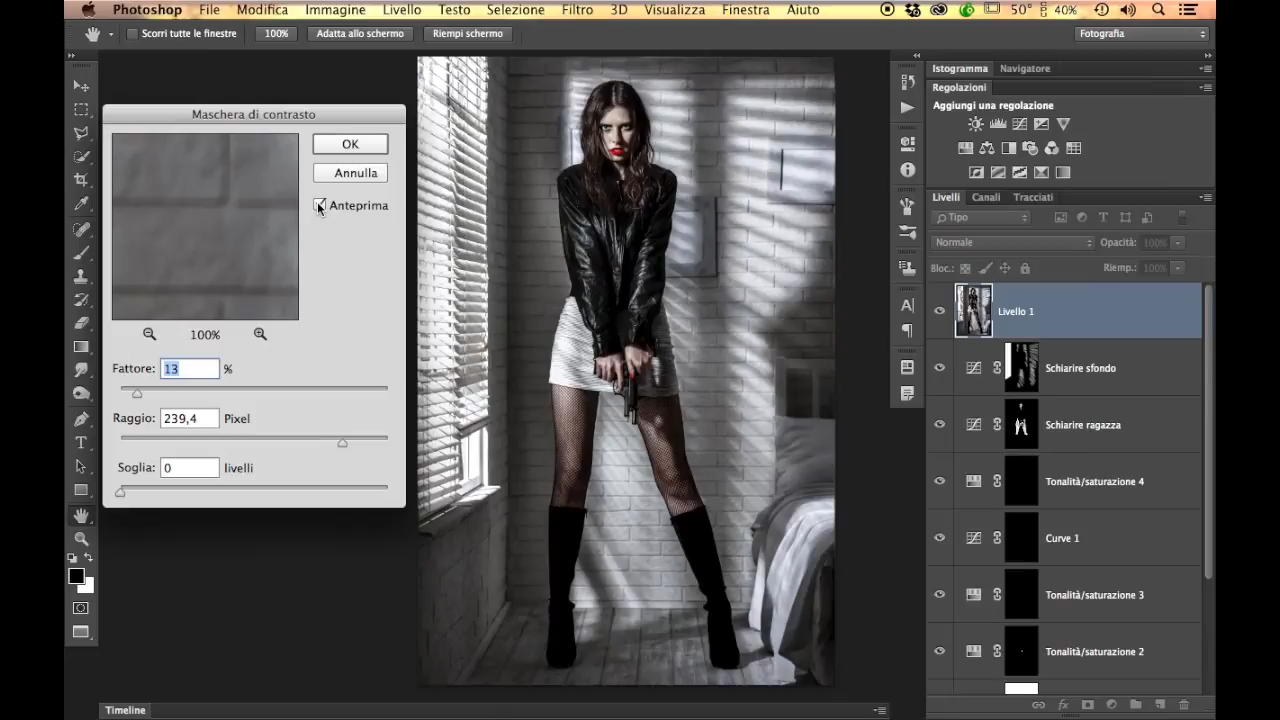 Photoshop File Modifica Immagine Livello Testo Selezione Filtro 3D Visualizza Finestra Aiuto 50° 40%
Scorri tutte le finestre 100% Adatta allo schermo Riempi schermo Fotografia
Istogramma Navigatore
Regolazioni
Aggiungi una regolazione
Maschera di contrasto
OK
Annulla
Anteprima
100%
Fattore: 13 %
Raggio: 239,4 Pixel
Soglia: 0 livelli
Livelli Canali Tracciati
Tipo
Normale Opacità: 100%
Bloc.: Riemp.: 100%
Livello 1
Schiarire sfondo
Schiarire ragazza
Tonalità/saturazione 4
Curve 1
Tonalità/saturazione 3
Tonalità/saturazione 2
Timeline